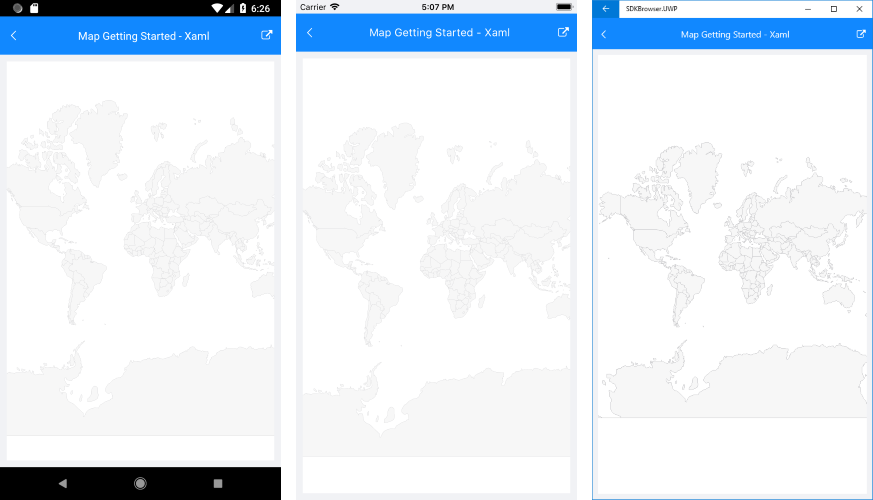 6:26
Map Getting Started - Xaml
Carrier
5:07 PM
Map Getting Started - Xaml
SDKBrowser.UWP
Map Getting Started - Xaml